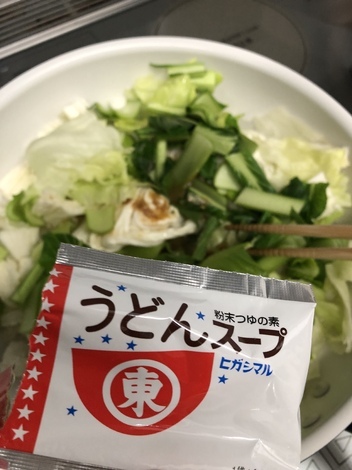 粉末つゆの素
うどんスープ
ヒガシマル
東